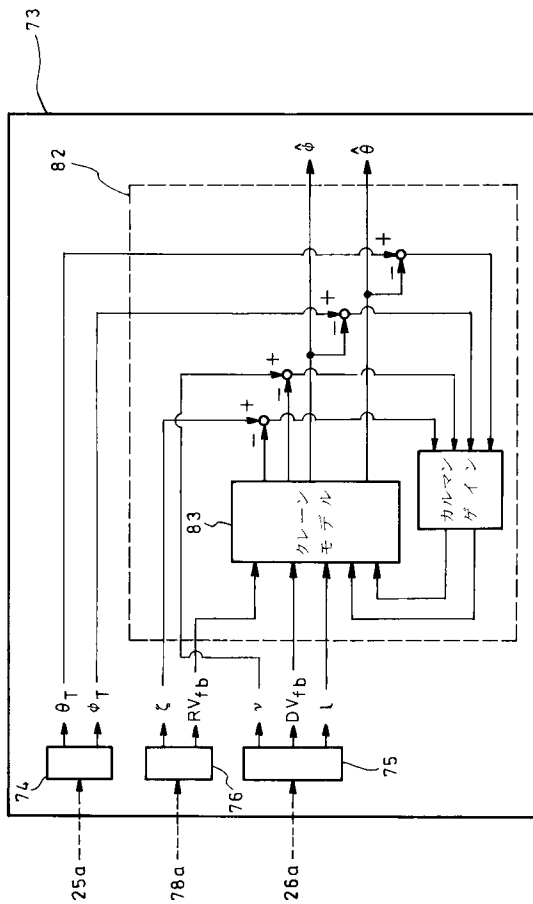 73
82
θT
φT
74
25a
ζ
RVfb
76
78a
ν
DVfb
l
75
26a
83
クレーン
モデル
カルマン
ゲイン
+
−
+
−
+
−
+
−
φ̂
θ̂